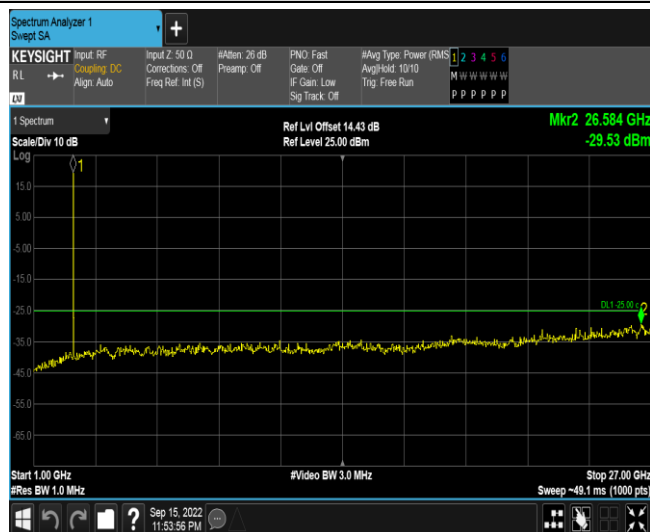 Spectrum Analyzer 1
Swept SA
+
KEYSIGHT
RL
LXI
Input: RF
Coupling: DC
Align: Auto
Input Z: 50 Ω
Corrections: Off
Freq Ref: Int (S)
#Atten: 26 dB
Preamp: Off
PNO: Fast
Gate: Off
IF Gain: Low
Sig Track: Off
#Avg Type: Power (RMS
Avg|Hold: 10/10
Trig: Free Run
1 2 3 4 5 6
M W W W W W
P P P P P P
1 Spectrum
Scale/Div 10 dB
Log
Ref Lvl Offset 14.43 dB
Ref Level 25.00 dBm
Mkr2 26.584 GHz
-29.53 dBm
1
15.0
5.00
-5.00
-15.0
-25.0
DL1 -25.00
2
-35.0
-45.0
-55.0
-65.0
Start 1.00 GHz
#Res BW 1.0 MHz
#Video BW 3.0 MHz
Stop 27.00 GHz
Sweep ~49.1 ms (1000 pts)
?
Sep 15, 2022
11:53:56 PM